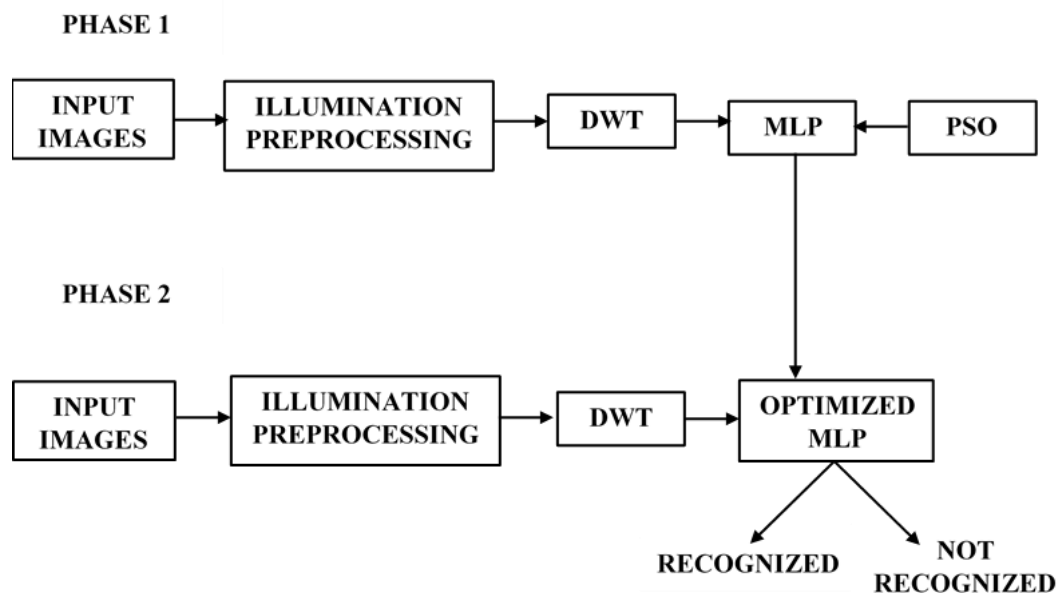 PHASE 1
INPUT
IMAGES
ILLUMINATION
PREPROCESSING
DWT
MLP
PSO
PHASE 2
INPUT
IMAGES
ILLUMINATION
PREPROCESSING
DWT
OPTIMIZED
MLP
RECOGNIZED
NOT
RECOGNIZED